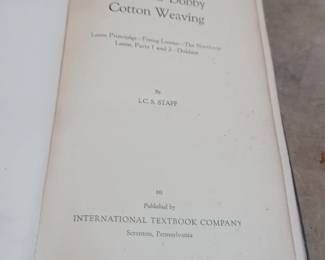 Dobby
Cotton Weaving
Loom Principles—Fixing Looms—The Northrop
Loom, Parts 1 and 2—Dobbies
By
I.C. S. STAFF
Published by
INTERNATIONAL TEXTBOOK COMPANY
Scranton, Pennsylvania